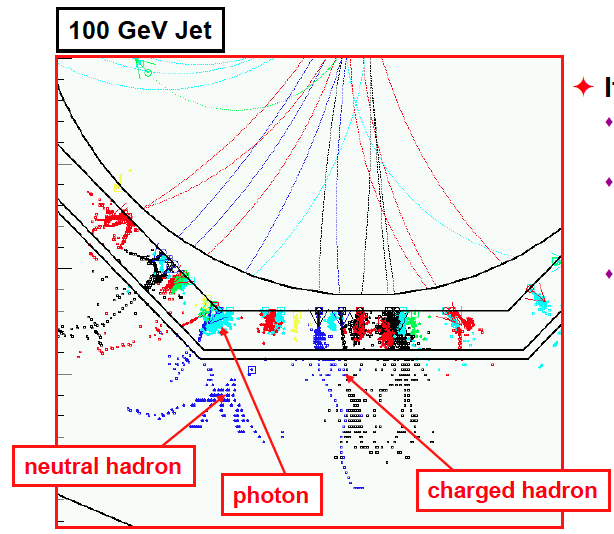 100 GeV Jet
neutral hadron
photon
charged hadron